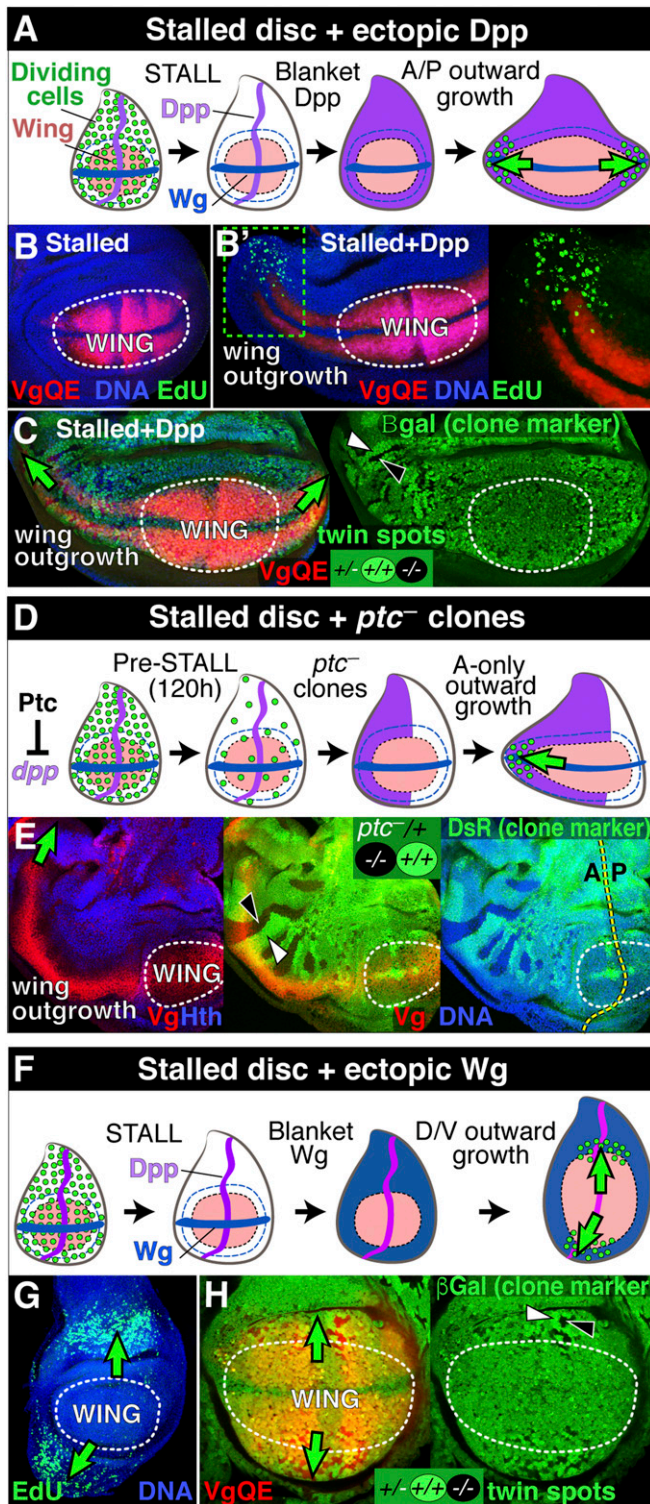 A Stalled disc + ectopic Dpp
Dividing cells
Wing
STALL
Dpp
Wg
Blanket Dpp
A/P outward growth
B Stalled
WING
VgQE DNA EdU
B' Stalled+Dpp
WING
wing outgrowth
VgQE DNA EdU
C Stalled+Dpp
WING
wing outgrowth
VgQE
Βgal (clone marker)
twin spots
+/- +/+ -/-
D Stalled disc + ptc– clones
Ptc
dpp
Pre-STALL (120h)
ptc– clones
A-only outward growth
E
WING
wing outgrowth
VgHth
ptc–/+
-/- +/+
Vg
DsR (clone marker)
A P
DNA
F Stalled disc + ectopic Wg
STALL
Dpp
Wg
Blanket Wg
D/V outward growth
G
WING
EdU DNA
H
WING
VgQE
βGal (clone marker)
+/- +/+ -/- twin spots